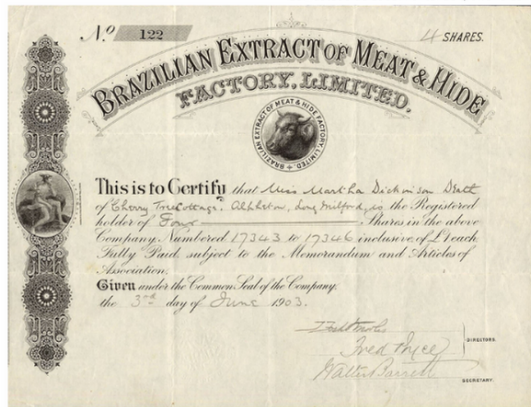 No. 122
4 SHARES.
BRAZILIAN EXTRACT OF MEAT & HIDE
FACTORY, LIMITED.
BRAZILIAN EXTRACT OF MEAT & HIDE FACTORY LIMITED
This is to Certify that Miss Martha Dickinson Death
of Cherry Tree Cottage, Alpheton, Long Melford, is the Registered
holder of Four Shares in the above
Company, Numbered 17343 to 17346 inclusive of £1 each
Fully Paid, subject to the Memorandum and Articles of
Association.
Given under the Common Seal of the Company,
the 3rd day of June 1903.
DIRECTORS.
Walter
SECRETARY.